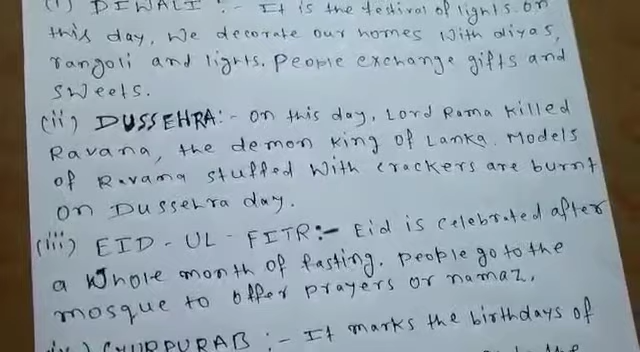 (i) DIWALI :- It is the festival of lights. On
this day, we decorate our homes with diyas,
rangoli and lights. People exchange gifts and
sweets.
(ii) DUSSEHRA:- On this day, Lord Rama killed
Ravana, the demon king of Lanka. Models
of Ravana stuffed with crackers are burnt
on Dussehra day.
(iii) EID-UL-FITR:- Eid is celebrated after
a whole month of fasting. People go to the
mosque to offer prayers or namaz.
GURPURAB :- It marks the birthdays of